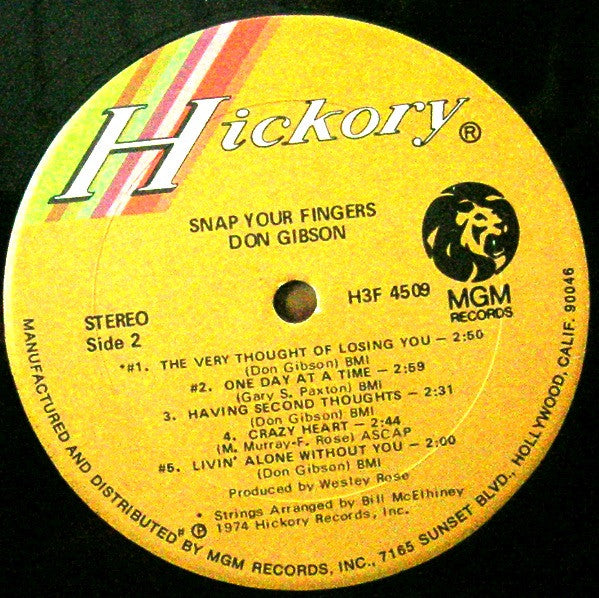 Hickory®
SNAP YOUR FINGERS
DON GIBSON
H3F 4509
MGM
RECORDS
STEREO
Side 2
*#1. THE VERY THOUGHT OF LOSING YOU — 2:50
(Don Gibson) BMI
#2. ONE DAY AT A TIME — 2:59
(Gary S. Paxton) BMI
3. HAVING SECOND THOUGHTS — 2:31
(Don Gibson) BMI
4. CRAZY HEART — 2:44
(M. Murray-F. Rose) ASCAP
#5. LIVIN' ALONE WITHOUT YOU — 2:00
(Don Gibson) BMI
Produced by Wesley Rose
* Strings Arranged by Bill McElhiney
# ℗ 1974 Hickory Records, Inc.
MANUFACTURED AND DISTRIBUTED BY MGM RECORDS, INC., 7165 SUNSET BLVD., HOLLYWOOD, CALIF. 90046